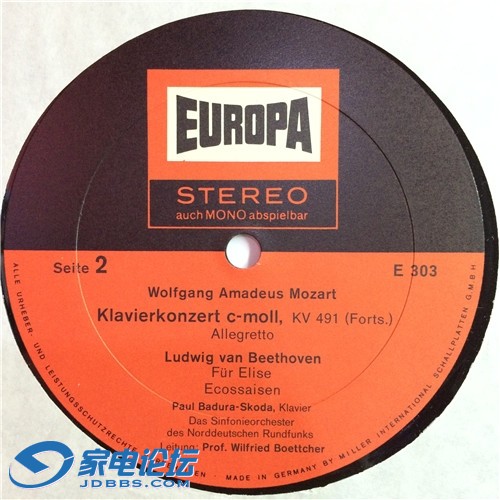 EUROPA
STEREO
auch MONO abspielbar
Seite 2
E 303
Wolfgang Amadeus Mozart
Klavierkonzert c-moll, KV 491 (Forts.)
Allegretto
Ludwig van Beethoven
Für Elise
Ecossaisen
Paul Badura-Skoda, Klavier
Das Sinfonieorchester
des Norddeutschen Rundfunks
Leitung: Prof. Wilfried Boettcher
ALLE URHEBER- UND LEISTUNGSSCHUTZRECHTE
MADE IN GERMANY BY MILLER INTERNATIONAL SCHALLPLATTEN GMBH
家电论坛
JDBBS.COM